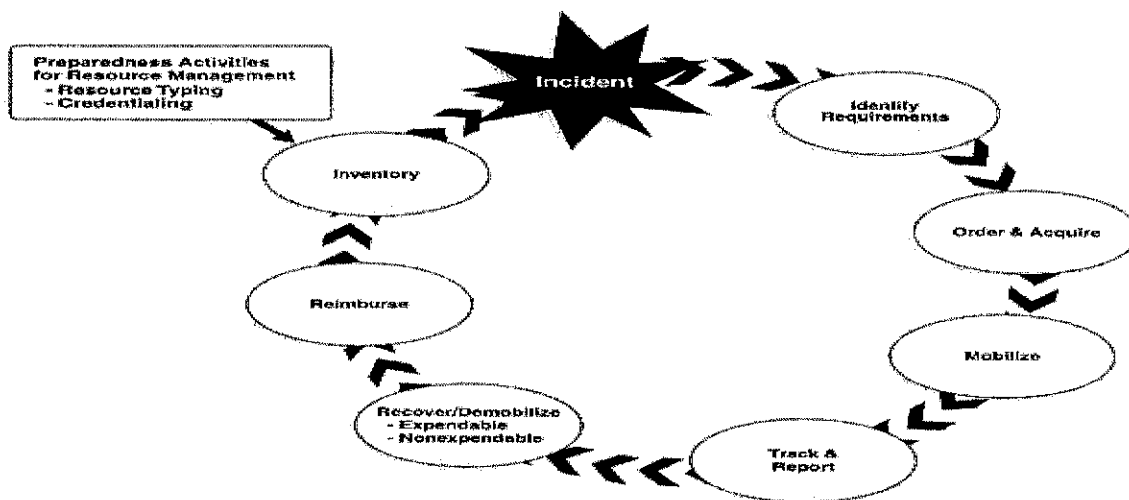 Preparedness Activities
for Resource Management
- Resource Typing
- Credentialing
Incident
Identify
Requirements
Order & Acquire
Mobilize
Track &
Report
Recover/Demobilize
- Expendable
- Nonexpendable
Reimburse
Inventory